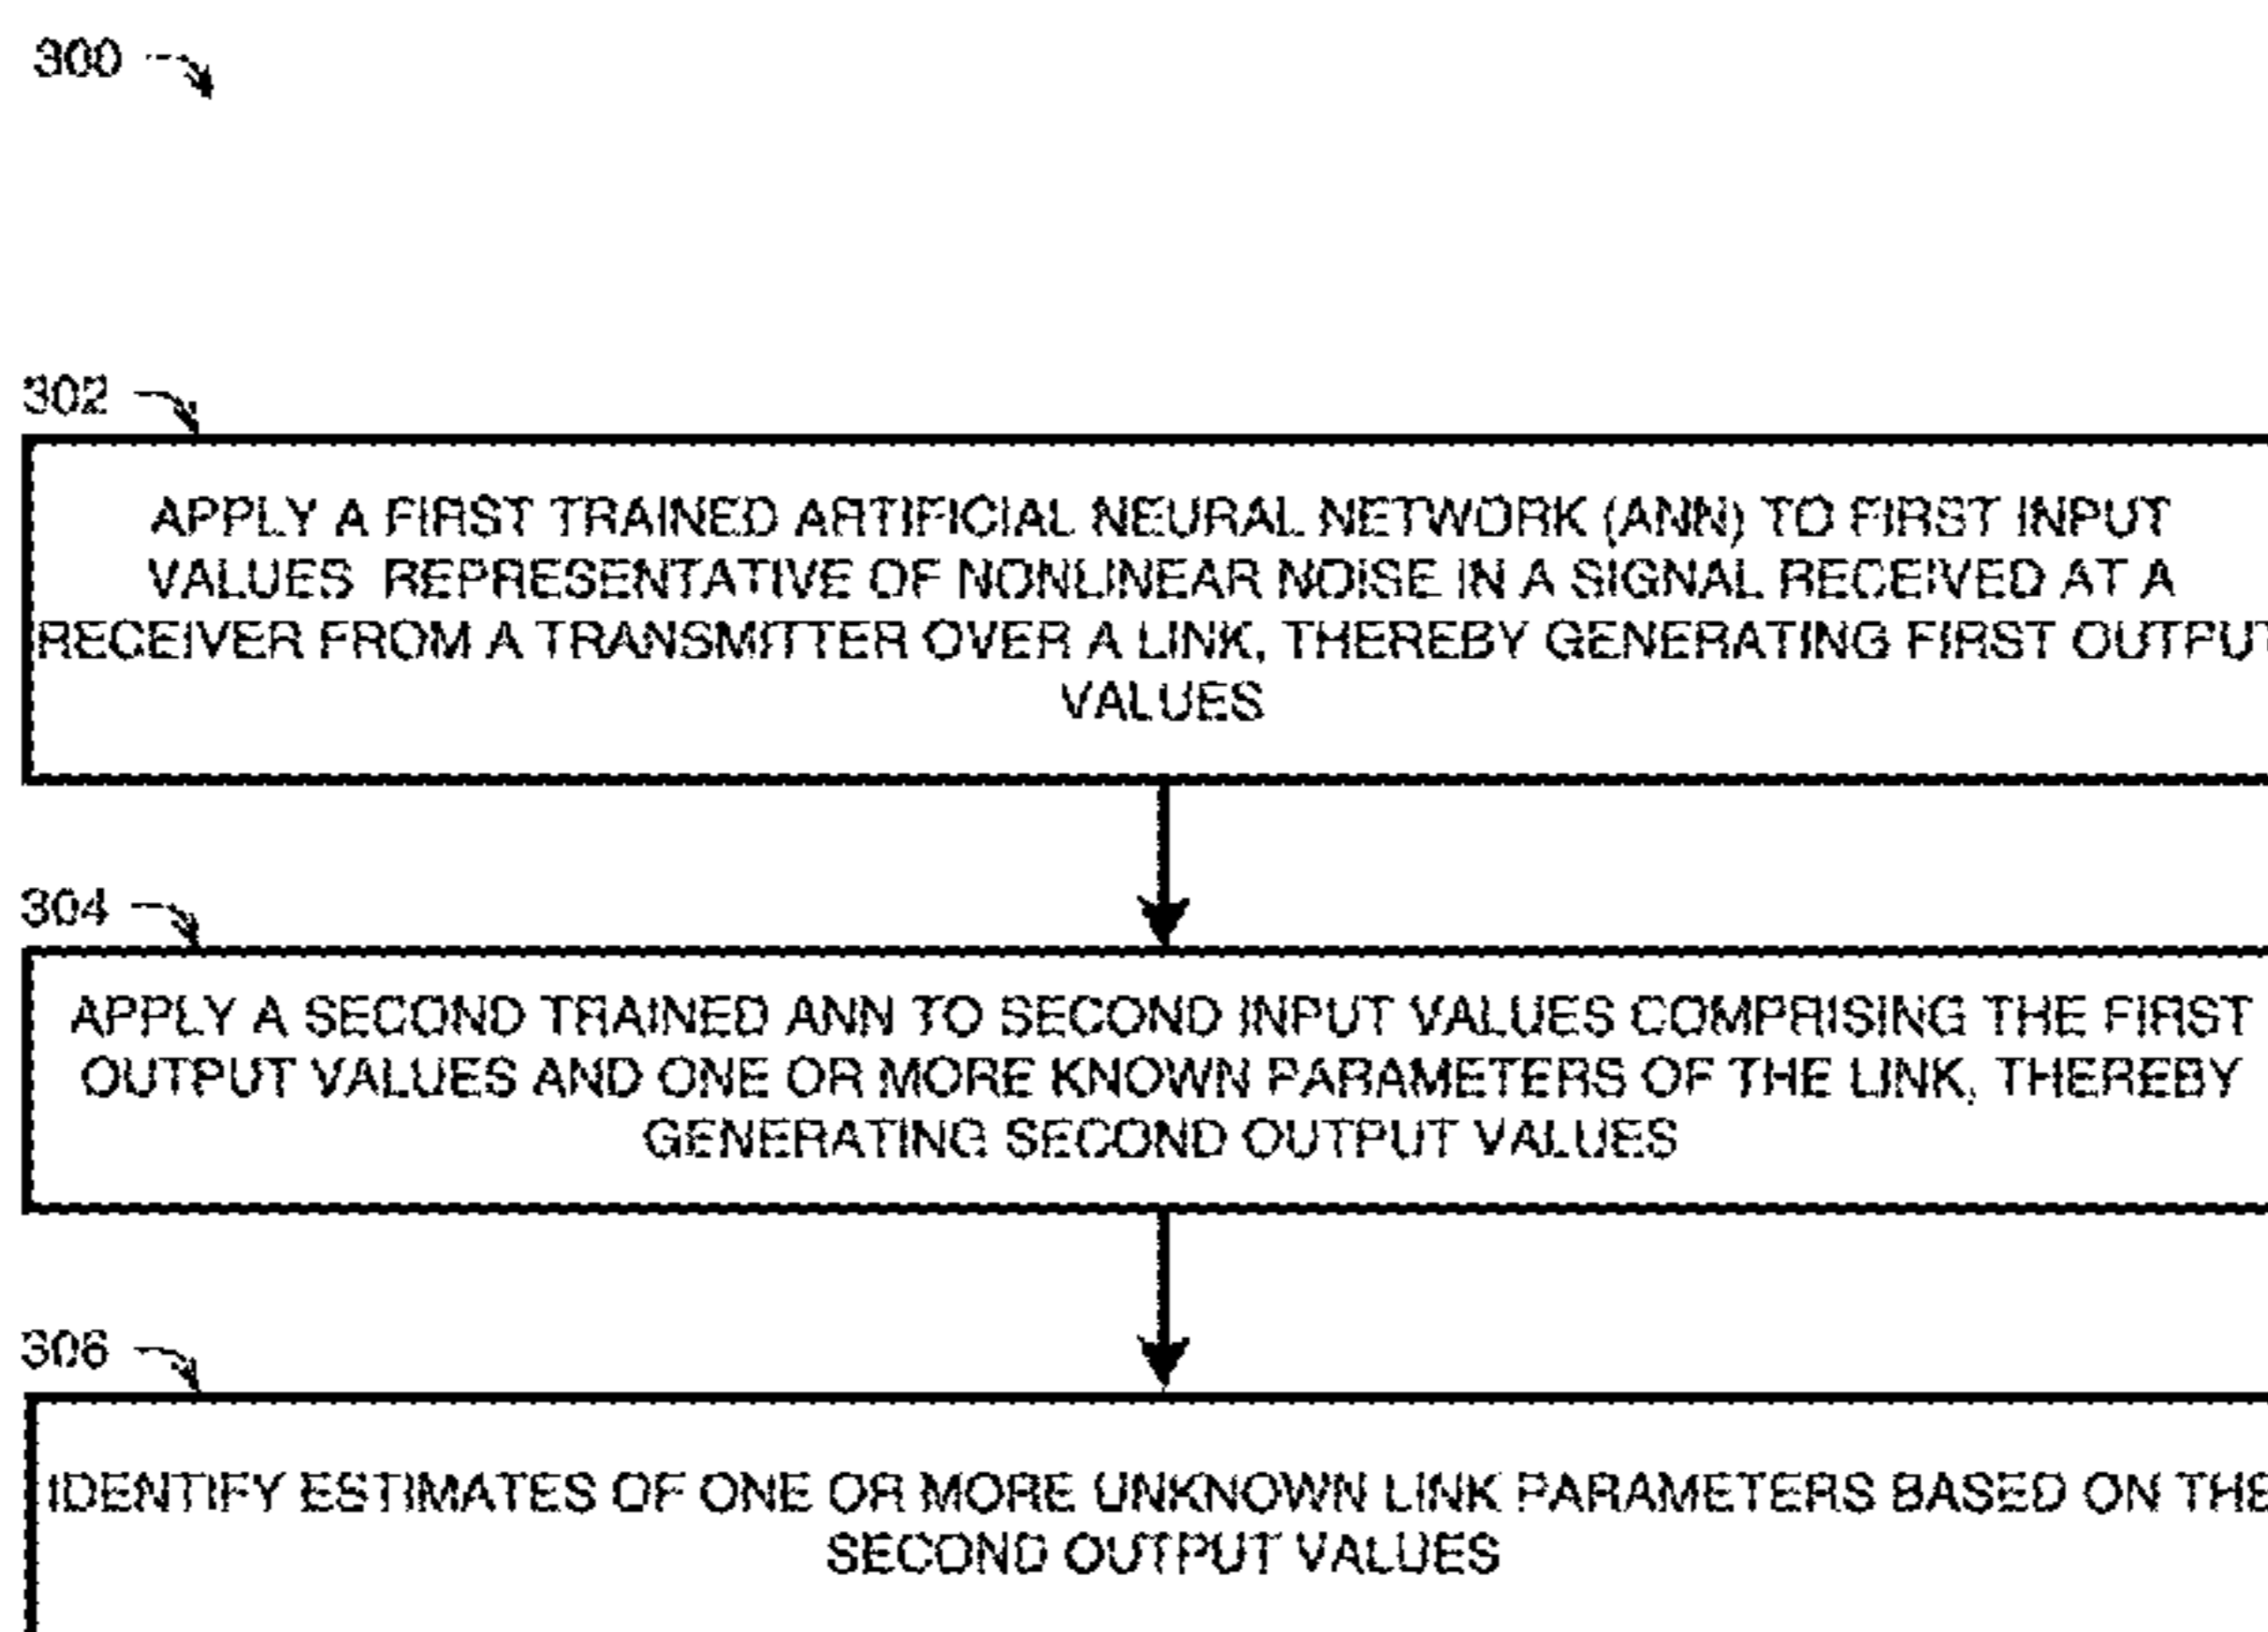 300
302
APPLY A FIRST TRAINED ARTIFICIAL NEURAL NETWORK (ANN) TO FIRST INPUT
VALUES REPRESENTATIVE OF NONLINEAR NOISE IN A SIGNAL RECEIVED AT A
RECEIVER FROM A TRANSMITTER OVER A LINK, THEREBY GENERATING FIRST OUTPUT
VALUES
304
APPLY A SECOND TRAINED ANN TO SECOND INPUT VALUES COMPRISING THE FIRST
OUTPUT VALUES AND ONE OR MORE KNOWN PARAMETERS OF THE LINK, THEREBY
GENERATING SECOND OUTPUT VALUES
306
IDENTIFY ESTIMATES OF ONE OR MORE UNKNOWN LINK PARAMETERS BASED ON THE
SECOND OUTPUT VALUES